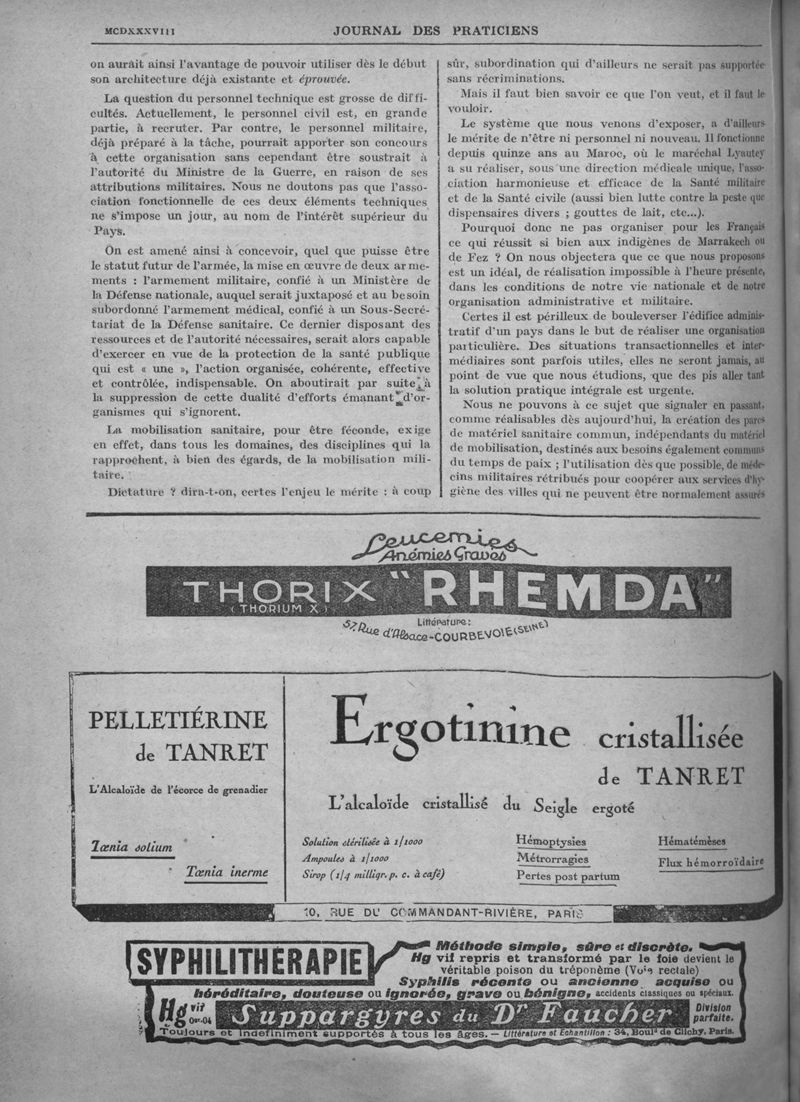 MCDXXXVIII
JOURNAL DES PRATICIENS
on aurait ainsi l'avantage de pouvoir utiliser dès le début
son architecture déjà existante et éprouvée.
La question du personnel technique est grosse de diffi-
cultés. Actuellement, le personnel civil est, en grande
partie, à recruter. Par contre, le personnel militaire,
déjà préparé à la tâche, pourrait apporter son concours
à cette organisation sans cependant être soustrait à
l'autorité du Ministre de la Guerre, en raison de ses
attributions militaires. Nous ne doutons pas que l'asso-
ciation fonctionnelle de ces deux éléments techniques
ne s'impose un jour, au nom de l'intérêt supérieur du
Pays.
On est amené ainsi à concevoir, quel que puisse être
le statut futur de l'armée, la mise en œuvre de deux arme-
ments : l'armement militaire, confié à un Ministère de
la Défense nationale, auquel serait juxtaposé et au besoin
subordonné l'armement médical, confié à un Sous-Secré-
tariat de la Défense sanitaire. Ce dernier disposant des
ressources et de l'autorité nécessaires, serait alors capable
d'exercer en vue de la protection de la santé publique
qui est « une », l'action organisée, cohérente, effective
et contrôlée, indispensable. On aboutirait par suite à
la suppression de cette dualité d'efforts émanant d'or-
ganismes qui s'ignorent.
La mobilisation sanitaire, pour être féconde, exige
en effet, dans tous les domaines, des disciplines qui la
rapprochent, à bien des égards, de la mobilisation mili-
taire.
Dictature ? dira-t-on, certes l'enjeu le mérite : à coup
sûr, subordination qui d'ailleurs ne serait pas supportée
sans récriminations.
Mais il faut bien savoir ce que l'on veut, et il faut le
vouloir.
Le système que nous venons d'exposer, a d'ailleurs
le mérite de n'être ni personnel ni nouveau. Il fonctionne
depuis quinze ans au Maroc, où le maréchal Lyautey
a su réaliser, sous une direction médicale unique, l'asso-
ciation harmonieuse et efficace de la Santé militaire
et de la Santé civile (aussi bien lutte contre la peste que
dispensaires divers ; gouttes de lait, etc...).
Pourquoi donc ne pas organiser pour les Français
ce qui réussit si bien aux indigènes de Marrakech ou
de Fez ? On nous objectera que ce que nous proposons
est un idéal, de réalisation impossible à l'heure présente,
dans les conditions de notre vie nationale et de notre
organisation administrative et militaire.
Certes il est périlleux de bouleverser l'édifice adminis-
tratif d'un pays dans le but de réaliser une organisation
particulière. Des situations transactionnelles et inter-
médiaires sont parfois utiles, elles ne seront jamais, au
point de vue que nous étudions, que des pis aller tant
la solution pratique intégrale est urgente.
Nous ne pouvons à ce sujet que signaler en passant,
comme réalisables dès aujourd'hui, la création des parcs
de matériel sanitaire commun, indépendants du matériel
de mobilisation, destinés aux besoins également communs
du temps de paix ; l'utilisation dès que possible, de méde-
cins militaires rétribués pour coopérer aux services d'hy-
giène des villes qui ne peuvent être normalement assurés
Leucemies
Anémies Graves
THORIX "RHEMDA"
(THORIUM X)
Littérature:
57, Rue d'Alsace-COURBEVOIE (SEINE)
PELLETIÉRINE
de TANRET
L'Alcaloïde de l'écorce de grenadier
Tœnia solium
Tœnia inerme
Ergotinine cristallisée
de TANRET
L'alcaloïde cristallisé du Seigle ergoté
Solution stérilisée à 1/1000
Ampoules à 1/1000
Sirop (1/4 milligr. p. c. à café)
Hémoptysies
Métrorragies
Pertes post partum
Hématémèses
Flux hémorroïdaire
10, RUE DU COMMANDANT-RIVIÈRE, PARIS
SYPHILITHÉRAPIE
Méthode simple, sûre et discrète.
Hg vif repris et transformé par le foie devient le
véritable poison du tréponème (Voie rectale)
Syphilis récente ou ancienne, acquise ou
héréditaire, douteuse ou ignorée, grave ou bénigne, accidents classiques ou spéciaux.
Hg vif
0gr.04
Suppargyres du Dr Faucher
Division
parfaite.
Toujours et indéfiniment supportés à tous les âges. — Littérature et Echantillon : 34, Boulᵈ de Clichy, Paris.